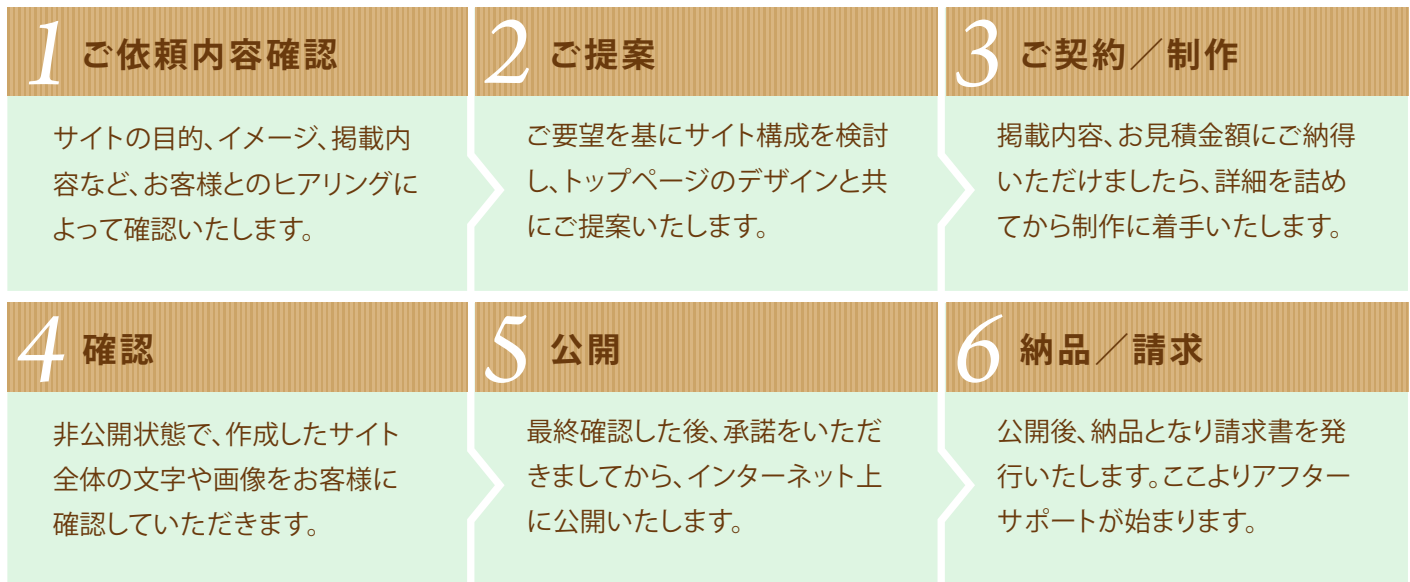 1 ご依頼内容確認
サイトの目的、イメージ、掲載内
容など、お客様とのヒアリングに
よって確認いたします。
2 ご提案
ご要望を基にサイト構成を検討
し、トップページのデザインと共
にご提案いたします。
3 ご契約／制作
掲載内容、お見積金額にご納得
いただけましたら、詳細を詰め
てから制作に着手いたします。
4 確認
非公開状態で、作成したサイト
全体の文字や画像をお客様に
確認していただきます。
5 公開
最終確認した後、承諾をいただ
きましてから、インターネット上
に公開いたします。
6 納品／請求
公開後、納品となり請求書を発
行いたします。ここよりアフター
サポートが始まります。